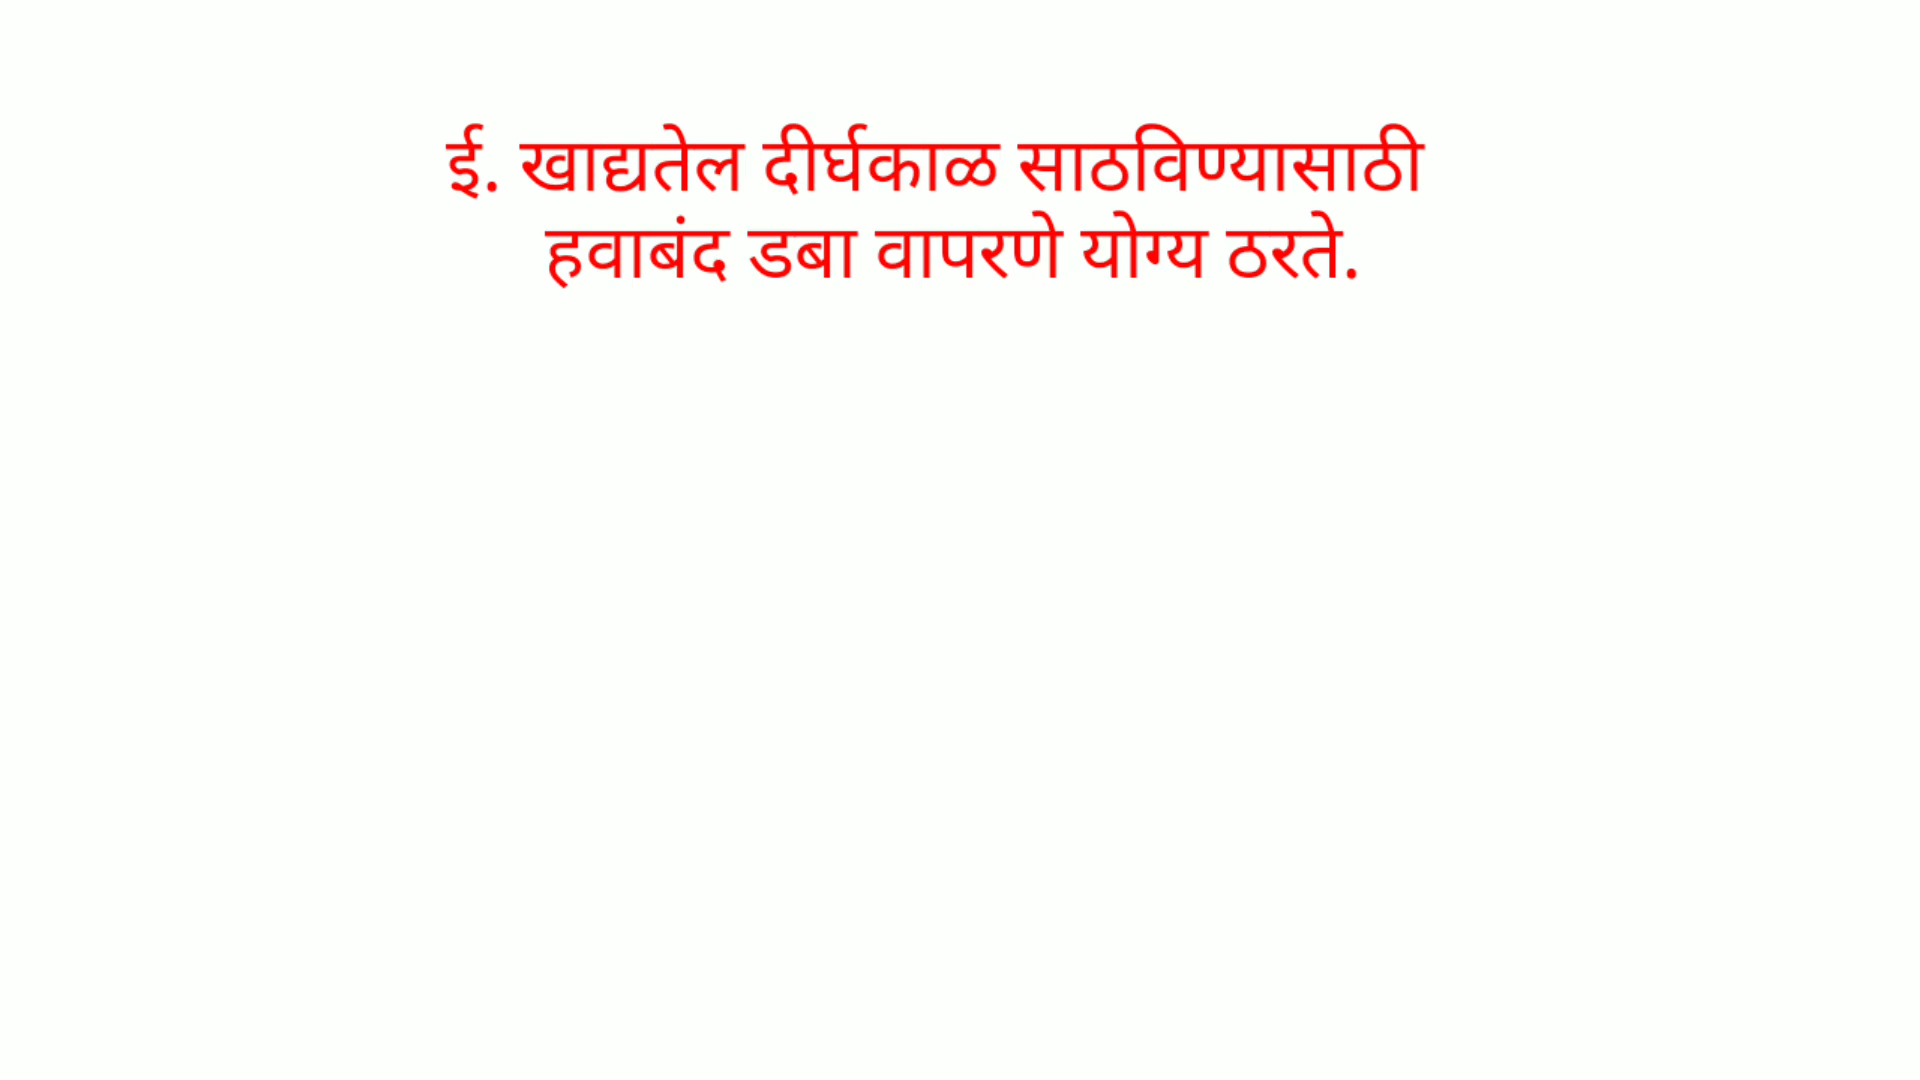 ई. खाद्यतेल दीर्घकाळ साठविण्यासाठी
हवाबंद डबा वापरणे योग्य ठरते.